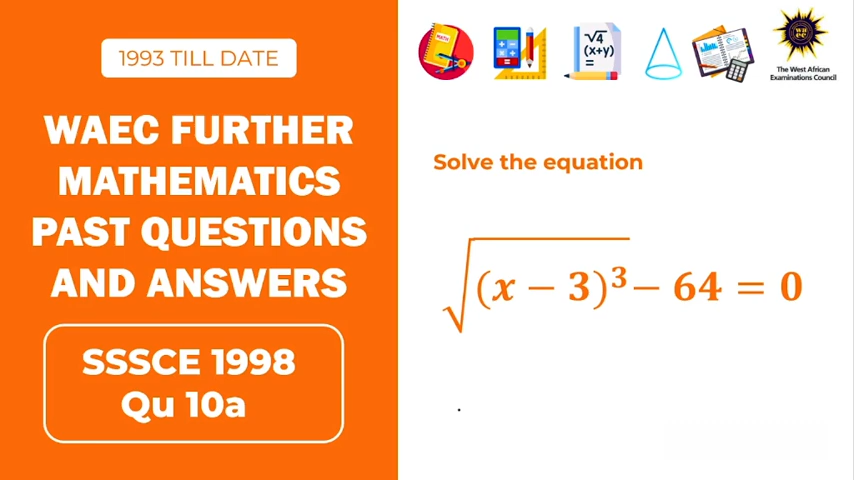 1993 TILL DATE
WAEC FURTHER
MATHEMATICS
PAST QUESTIONS
AND ANSWERS
SSSCE 1998
Qu 10a
MATH
√4
(x+y)
=
The West African
Examinations Council
Solve the equation
√(x − 3)³ − 64 = 0